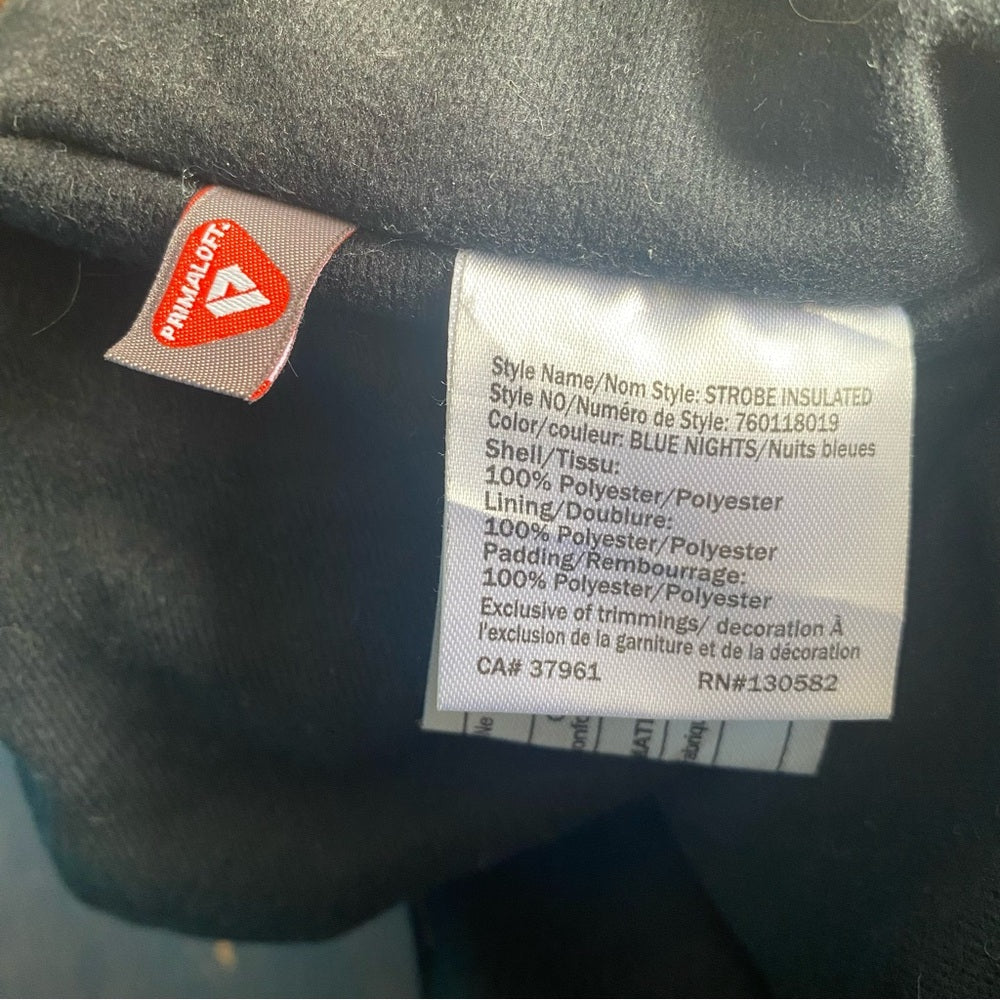 PRIMALOFT
Style Name/Nom Style: STROBE INSULATED
Style NO/Numéro de Style: 760118019
Color/couleur: BLUE NIGHTS/Nuits bleues
Shell/Tissu:
100% Polyester/Polyester
Lining/Doublure:
100% Polyester/Polyester
Padding/Rembourrage:
100% Polyester/Polyester
Exclusive of trimmings/ decoration À
l'exclusion de la garniture et de la décoration
CA# 37961 RN#130582